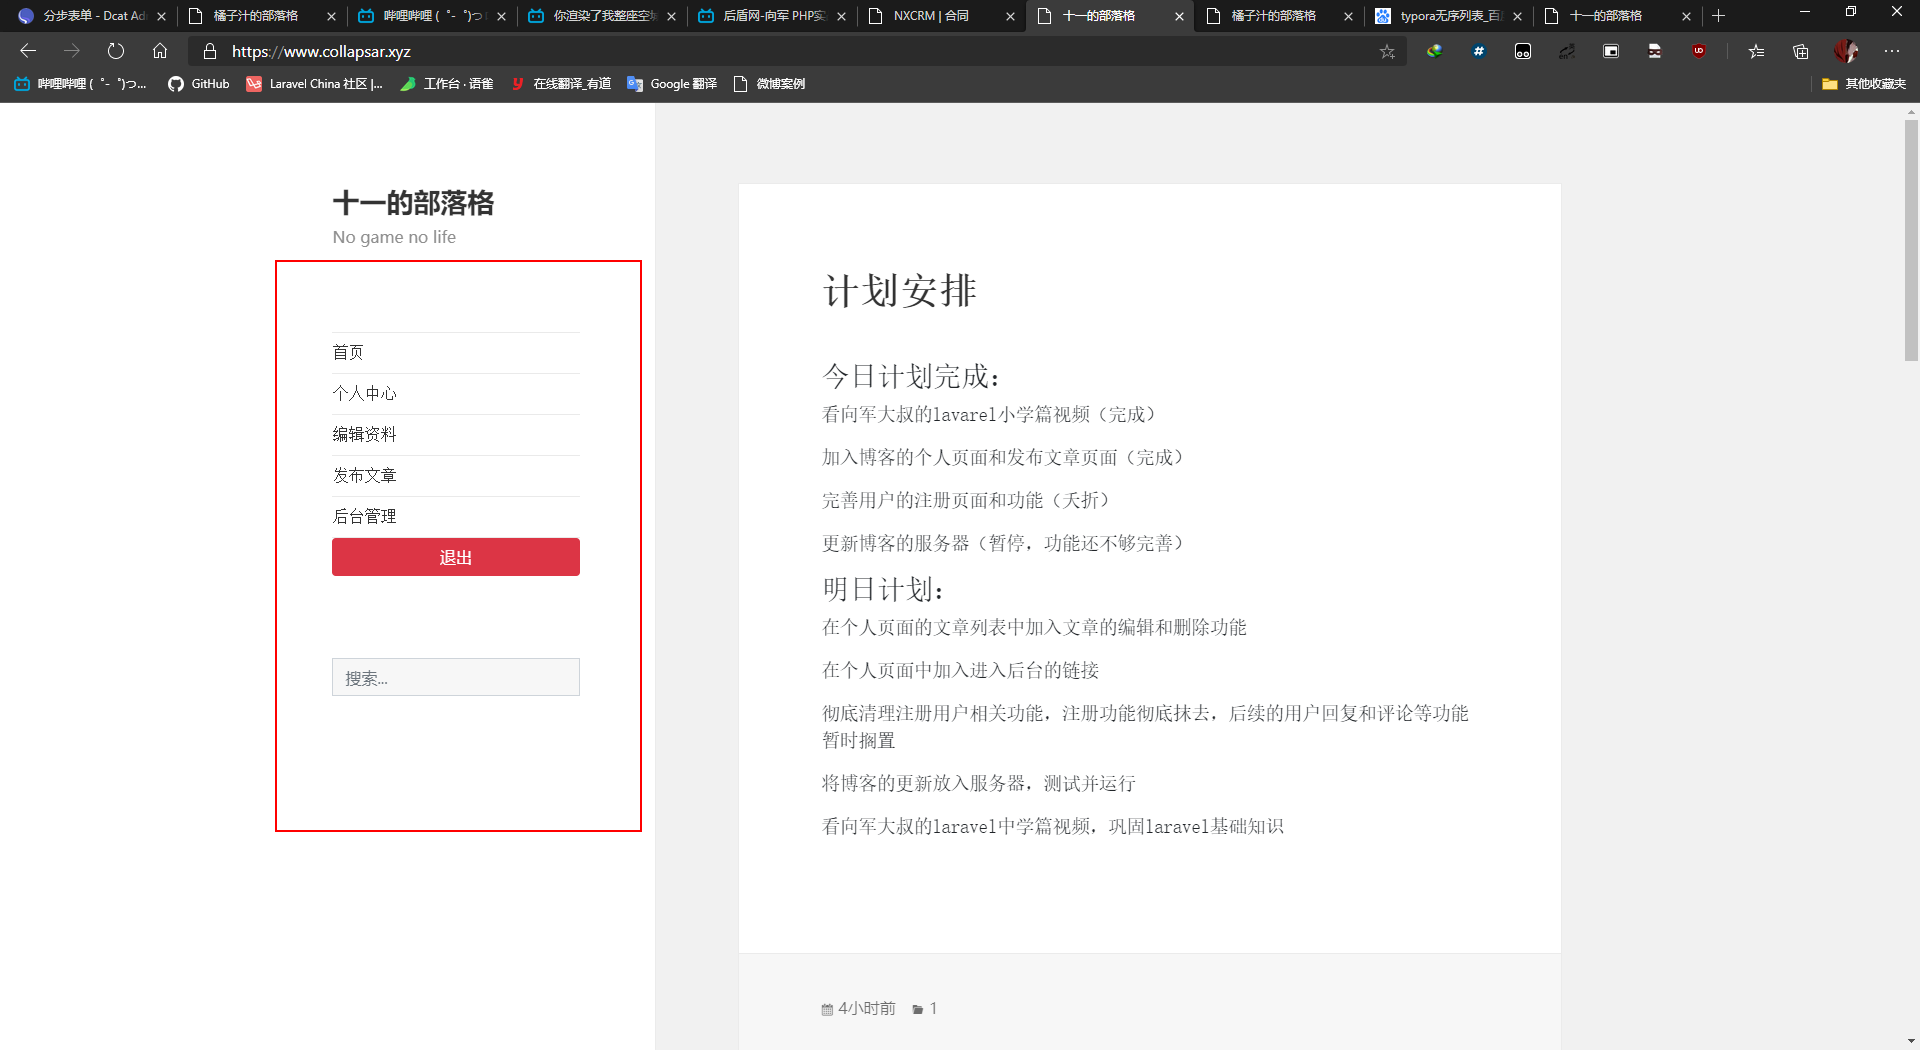 分步表单 - Dcat Ad
橘子汁的部落格
哔哩哔哩 (゜-゜)つ
你渲染了我整座空城
后盾网-向军 PHP实
NXCRM | 合同
十一的部落格
橘子汁的部落格
typora无序列表_百
十一的部落格
https://www.collapsar.xyz
哔哩哔哩 (゜-゜)つ...
GitHub
Laravel China 社区 |...
工作台 · 语雀
在线翻译_有道
Google 翻译
微博案例
其他收藏夹
十一的部落格
No game no life
首页
个人中心
编辑资料
发布文章
后台管理
退出
搜索...
计划安排
今日计划完成：
看向军大叔的lavarel小学篇视频（完成）
加入博客的个人页面和发布文章页面（完成）
完善用户的注册页面和功能（夭折）
更新博客的服务器（暂停，功能还不够完善）
明日计划：
在个人页面的文章列表中加入文章的编辑和删除功能
在个人页面中加入进入后台的链接
彻底清理注册用户相关功能，注册功能彻底抹去，后续的用户回复和评论等功能
暂时搁置
将博客的更新放入服务器，测试并运行
看向军大叔的laravel中学篇视频，巩固laravel基础知识
4小时前
1